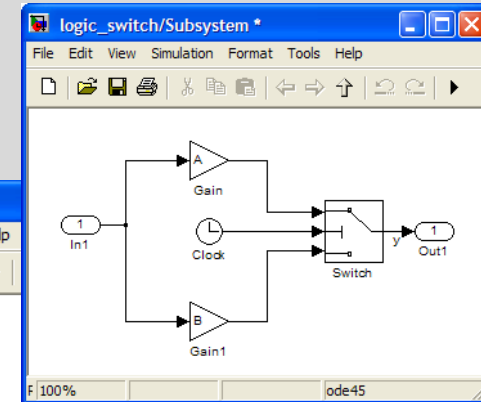 logic_switch/Subsystem *
File Edit View Simulation Format Tools Help
A
Gain
1
In1
Clock
Switch
y
1
Out1
B
Gain1
lp
F 100%
ode45